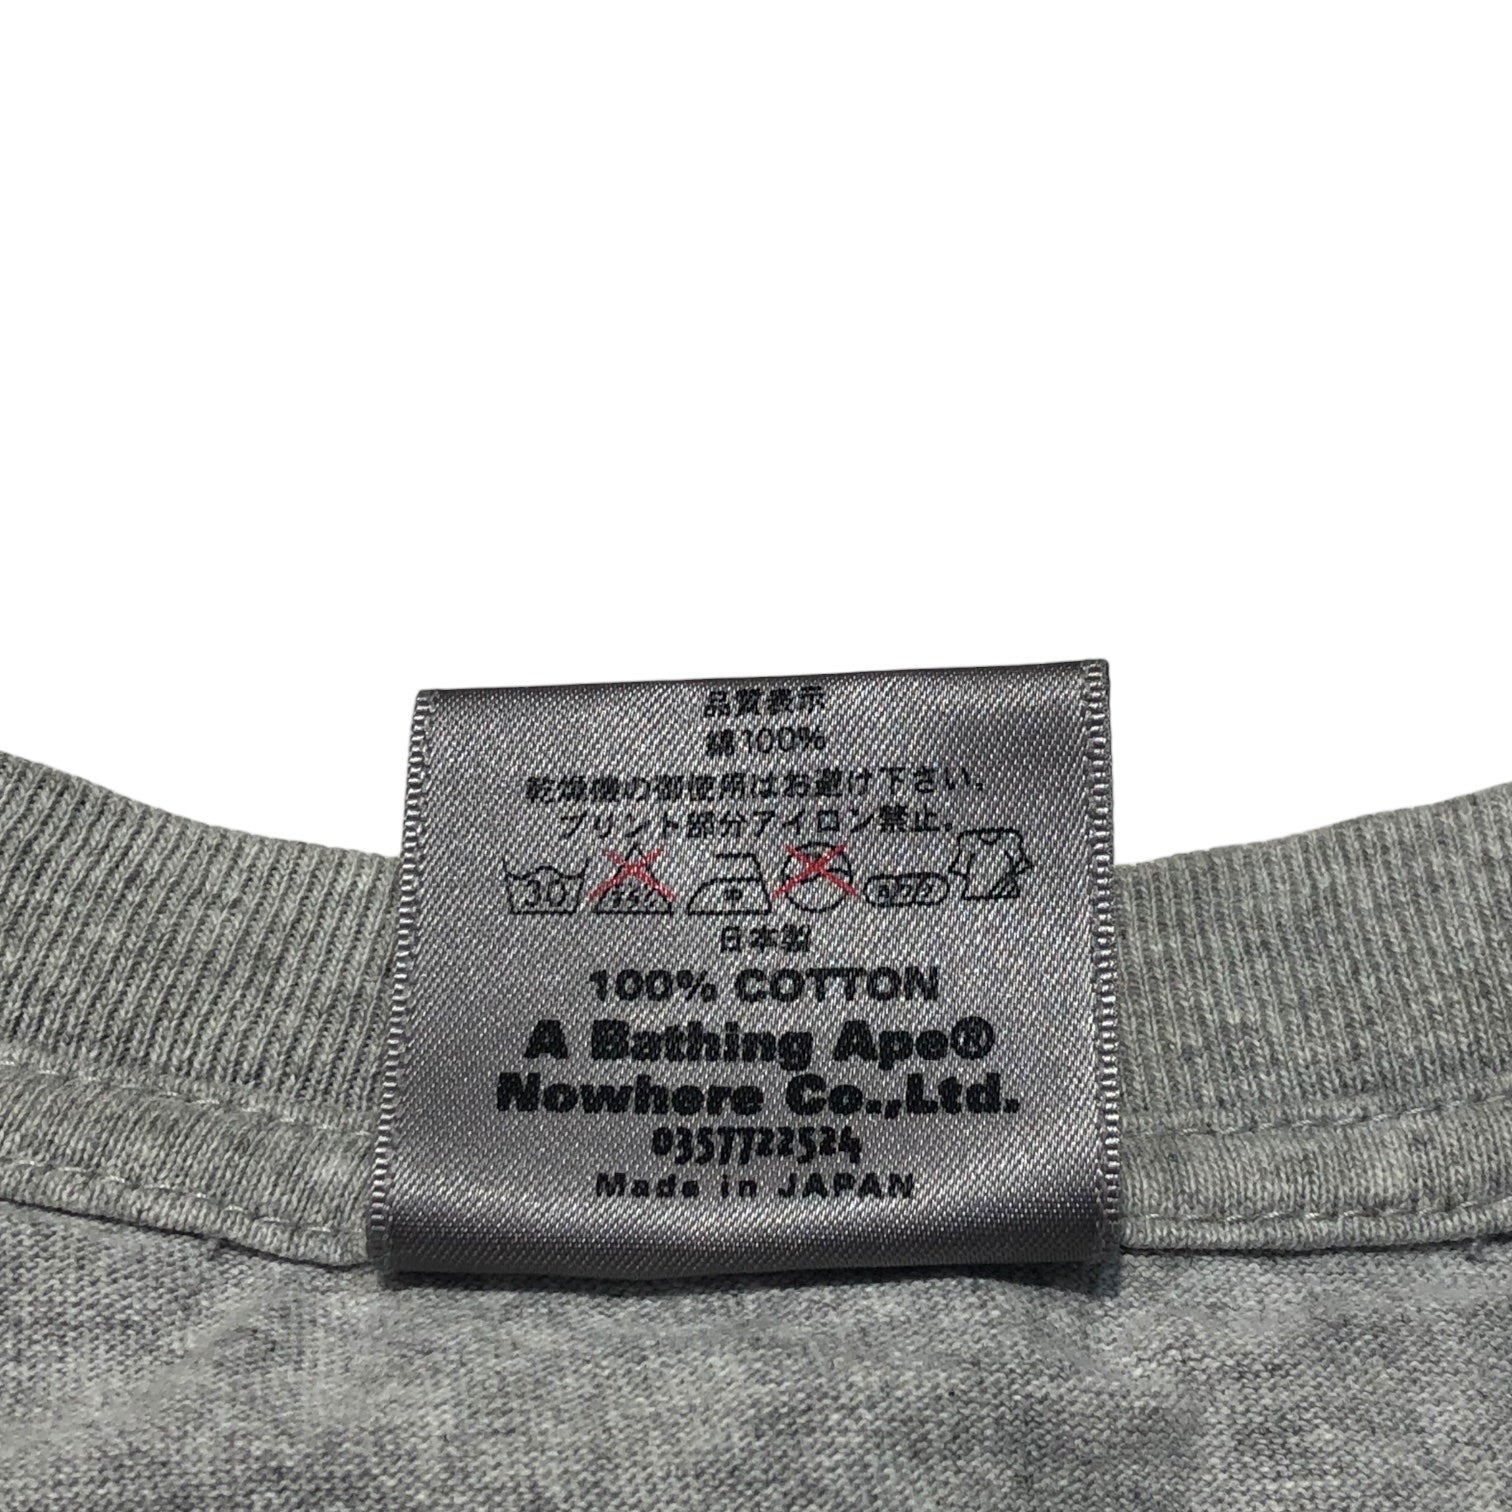 品質表示
綿100%
乾燥機の御使用はお避け下さい。
プリント部分アイロン禁止。
30
日本製
100% COTTON
A Bathing Ape®
Nowhere Co.,Ltd.
0357722524
Made in JAPAN